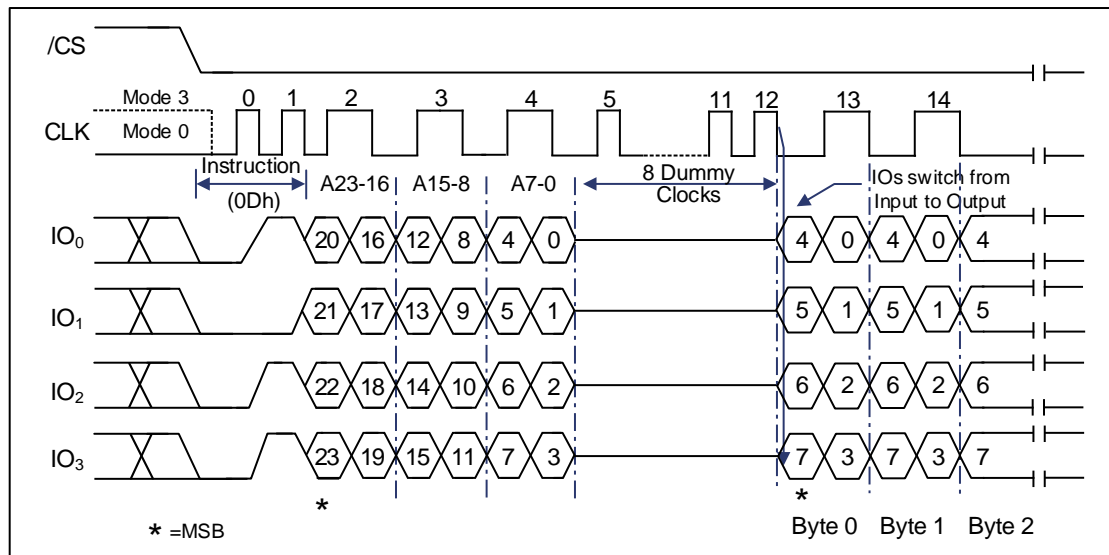 /CS
Mode 3
0 1 2 3 4 5 11 12 13 14
CLK
Mode 0
Instruction
(0Dh)
A23-16 A15-8 A7-0
8 Dummy
Clocks
IOs switch from
Input to Output
IO0 20 16 12 8 4 0 4 0 4 0 4
IO1 21 17 13 9 5 1 5 1 5 1 5
IO2 22 18 14 10 6 2 6 2 6 2 6
IO3 23 19 15 11 7 3 7 3 7 3 7
* *
* =MSB
Byte 0 Byte 1 Byte 2